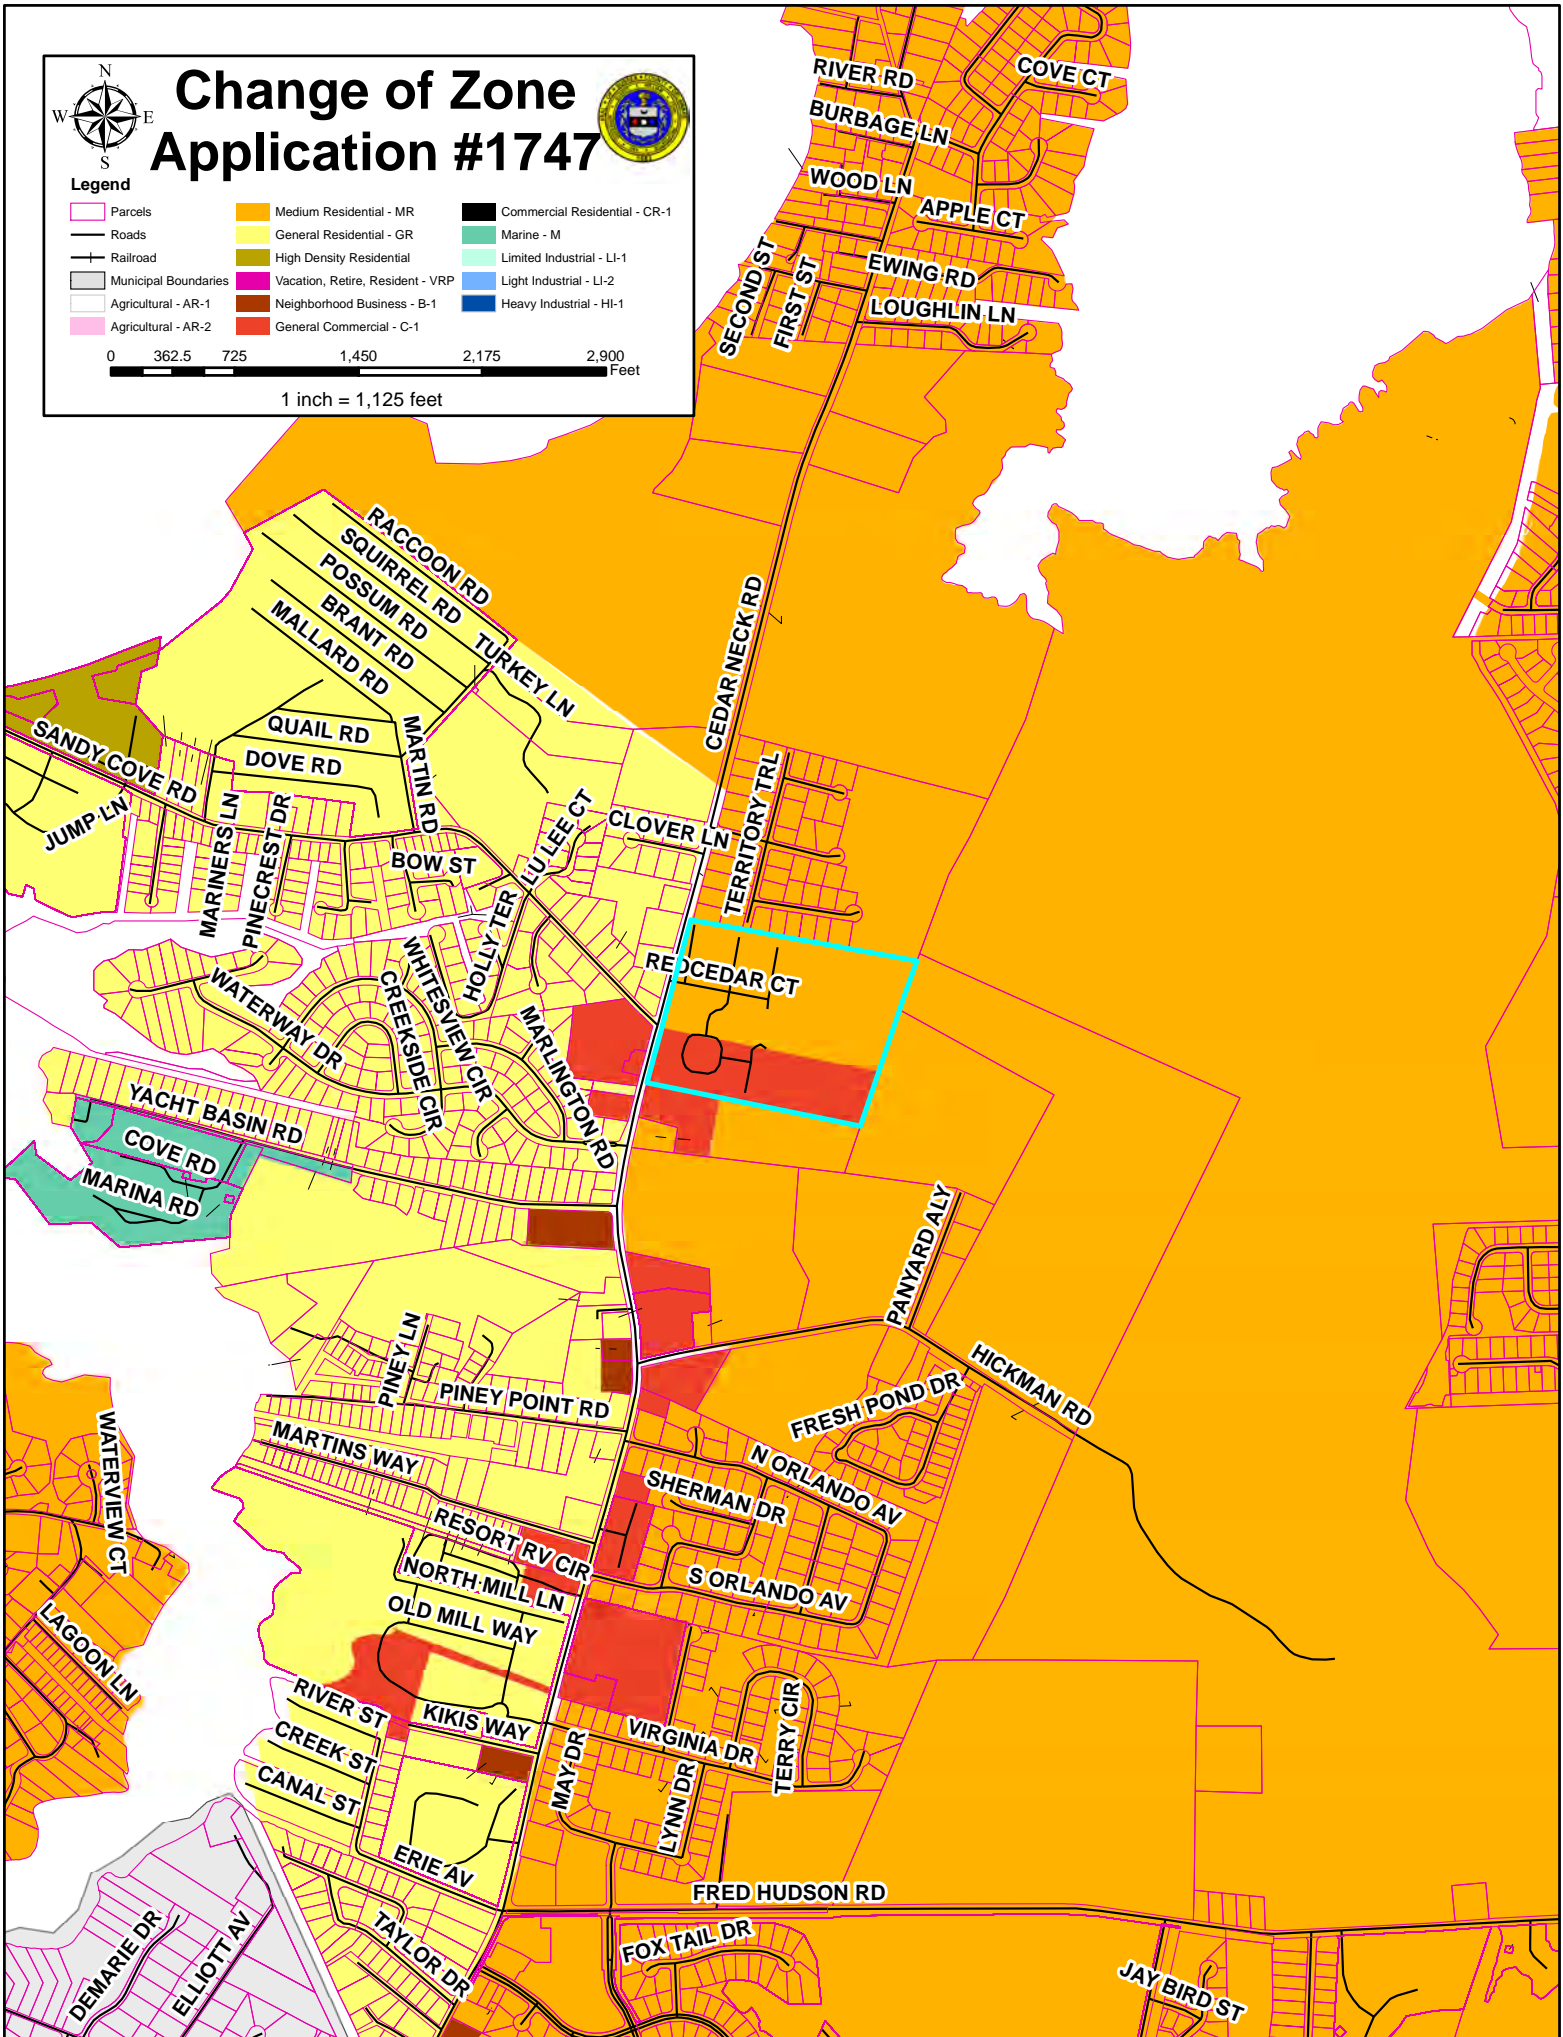 Change of Zone
Application #1747
N
W
E
S
Legend
Parcels
Roads
Railroad
Municipal Boundaries
Agricultural - AR-1
Agricultural - AR-2
Medium Residential - MR
General Residential - GR
High Density Residential
Vacation, Retire, Resident - VRP
Neighborhood Business - B-1
General Commercial - C-1
Commercial Residential - CR-1
Marine - M
Limited Industrial - LI-1
Light Industrial - LI-2
Heavy Industrial - HI-1
0 362.5 725 1,450 2,175 2,900
Feet
1 inch = 1,125 feet
RIVER RD
COVE CT
BURBAGE LN
WOOD LN
APPLE CT
SECOND ST
FIRST ST
EWING RD
LOUGHLIN LN
RACCOON RD
SQUIRREL RD
POSSUM RD
BRANT RD
MALLARD RD
TURKEY LN
CEDAR NECK RD
QUAIL RD
MARTIN RD
DOVE RD
SANDY COVE RD
JUMP LN
MARINERS LN
PINECREST DR
BOW ST
LU LEE CT
CLOVER LN
TERRITORY TRL
HOLLY TER
WHITESVIEW CIR
CREEKSIDE CIR
WATERWAY DR
REDCEDAR CT
MARLINGTON RD
YACHT BASIN RD
COVE RD
MARINA RD
PANYARD ALY
PINEY LN
PINEY POINT RD
HICKMAN RD
FRESH POND DR
MARTINS WAY
N ORLANDO AV
SHERMAN DR
WATERVIEW CT
RESORT RV CIR
NORTH MILL LN
S ORLANDO AV
OLD MILL WAY
LAGOON LN
RIVER ST
KIKIS WAY
CREEK ST
CANAL ST
VIRGINIA DR
TERRY CIR
MAY DR
LYNN DR
ERIE AV
FRED HUDSON RD
TAYLOR DR
FOX TAIL DR
DEMARIE DR
ELLIOTT AV
JAY BIRD ST